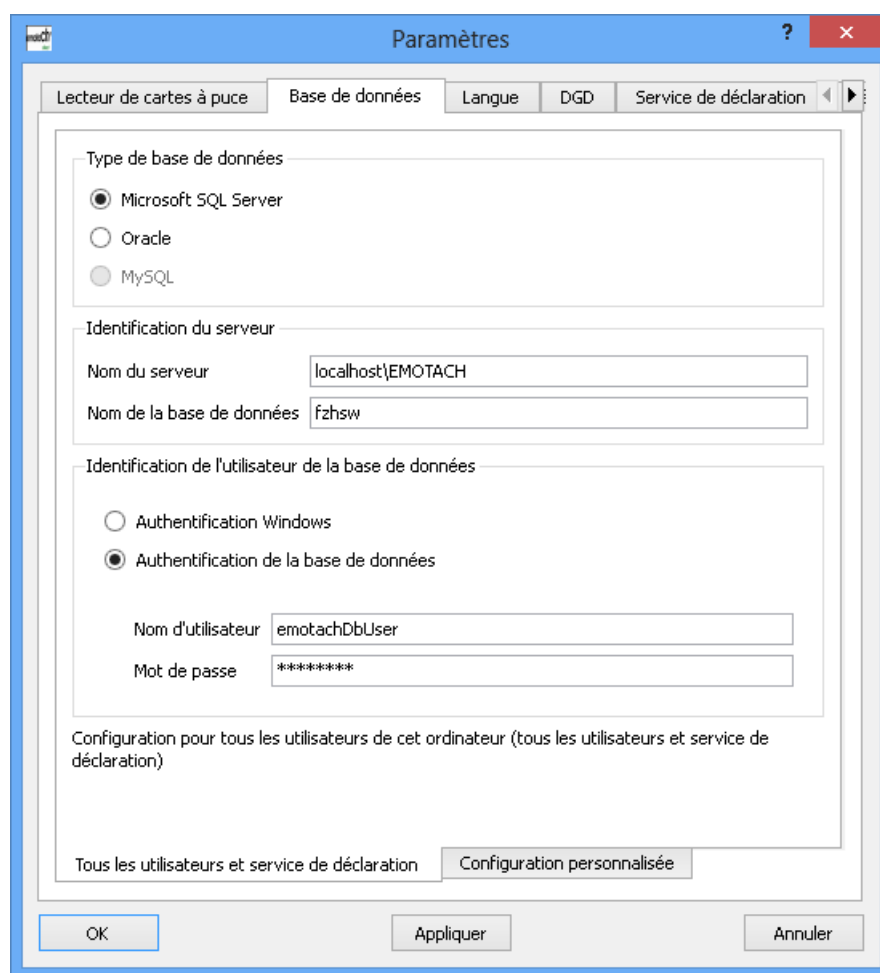 Paramètres
?
Lecteur de cartes à puce
Base de données
Langue
DGD
Service de déclaration
Type de base de données
Microsoft SQL Server
Oracle
MySQL
Identification du serveur
Nom du serveur
localhost\EMOTACH
Nom de la base de données
fzhsw
Identification de l'utilisateur de la base de données
Authentification Windows
Authentification de la base de données
Nom d'utilisateur
emotachDbUser
Mot de passe
********
Configuration pour tous les utilisateurs de cet ordinateur (tous les utilisateurs et service de
déclaration)
Tous les utilisateurs et service de déclaration
Configuration personnalisée
OK
Appliquer
Annuler